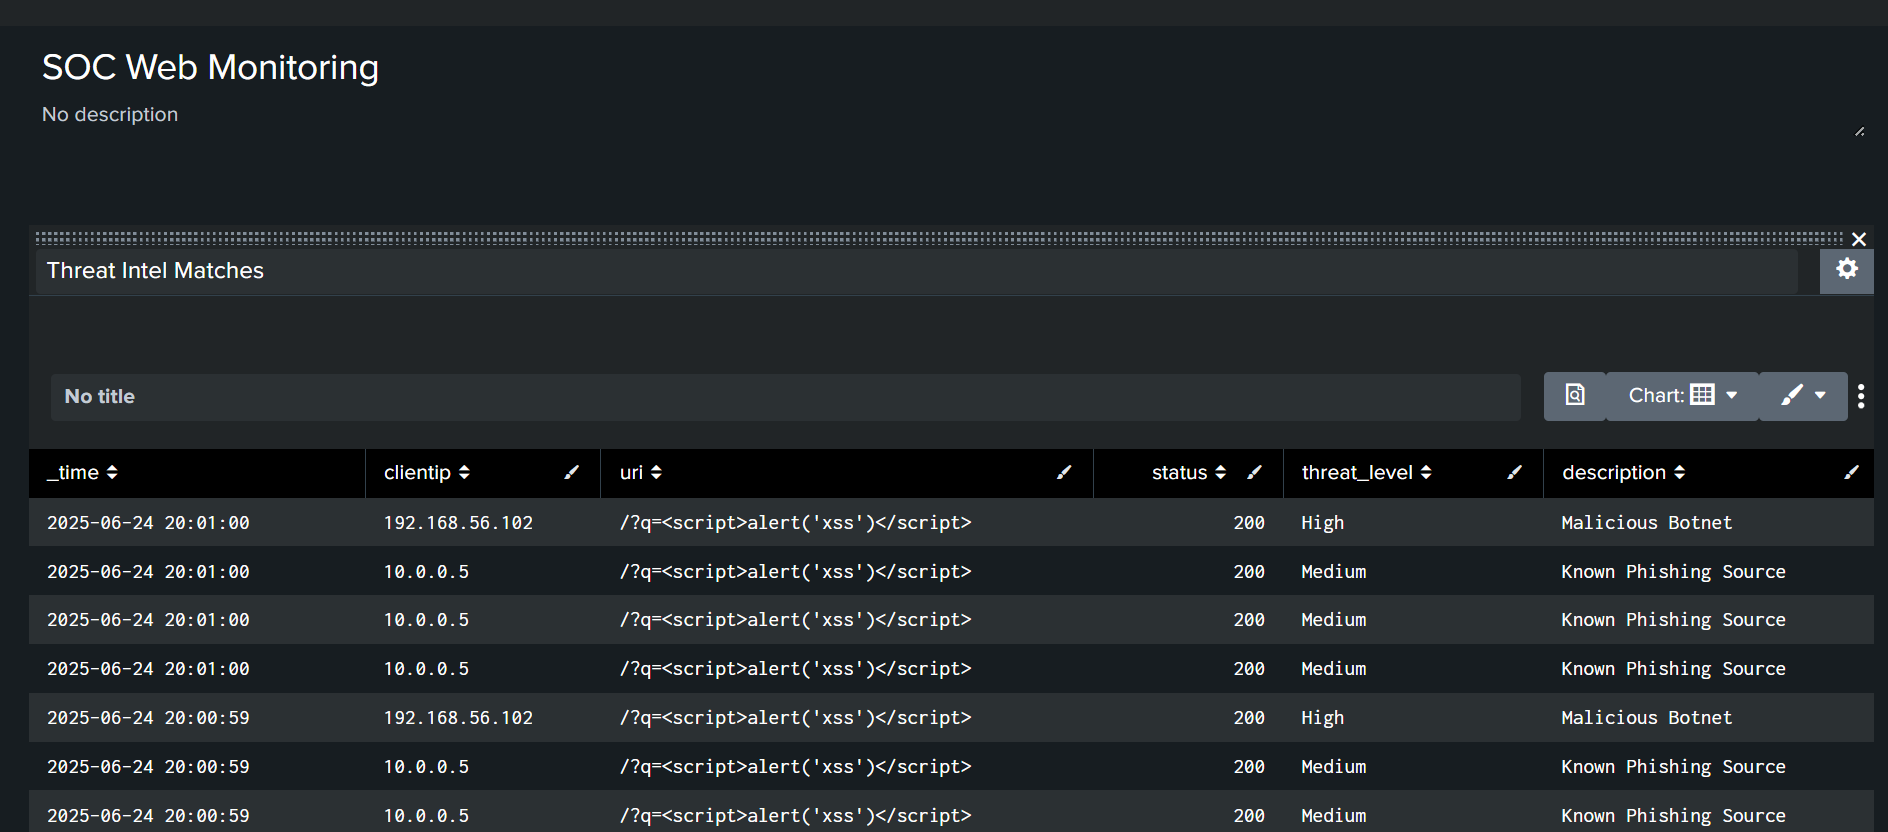 SOC Web Monitoring
No description
Threat Intel Matches
No title
Chart:
_time clientip uri status threat_level description
2025-06-24 20:01:00 192.168.56.102 /?q=<script>alert('xss')</script> 200 High Malicious Botnet
2025-06-24 20:01:00 10.0.0.5 /?q=<script>alert('xss')</script> 200 Medium Known Phishing Source
2025-06-24 20:01:00 10.0.0.5 /?q=<script>alert('xss')</script> 200 Medium Known Phishing Source
2025-06-24 20:01:00 10.0.0.5 /?q=<script>alert('xss')</script> 200 Medium Known Phishing Source
2025-06-24 20:00:59 192.168.56.102 /?q=<script>alert('xss')</script> 200 High Malicious Botnet
2025-06-24 20:00:59 10.0.0.5 /?q=<script>alert('xss')</script> 200 Medium Known Phishing Source
2025-06-24 20:00:59 10.0.0.5 /?q=<script>alert('xss')</script> 200 Medium Known Phishing Source